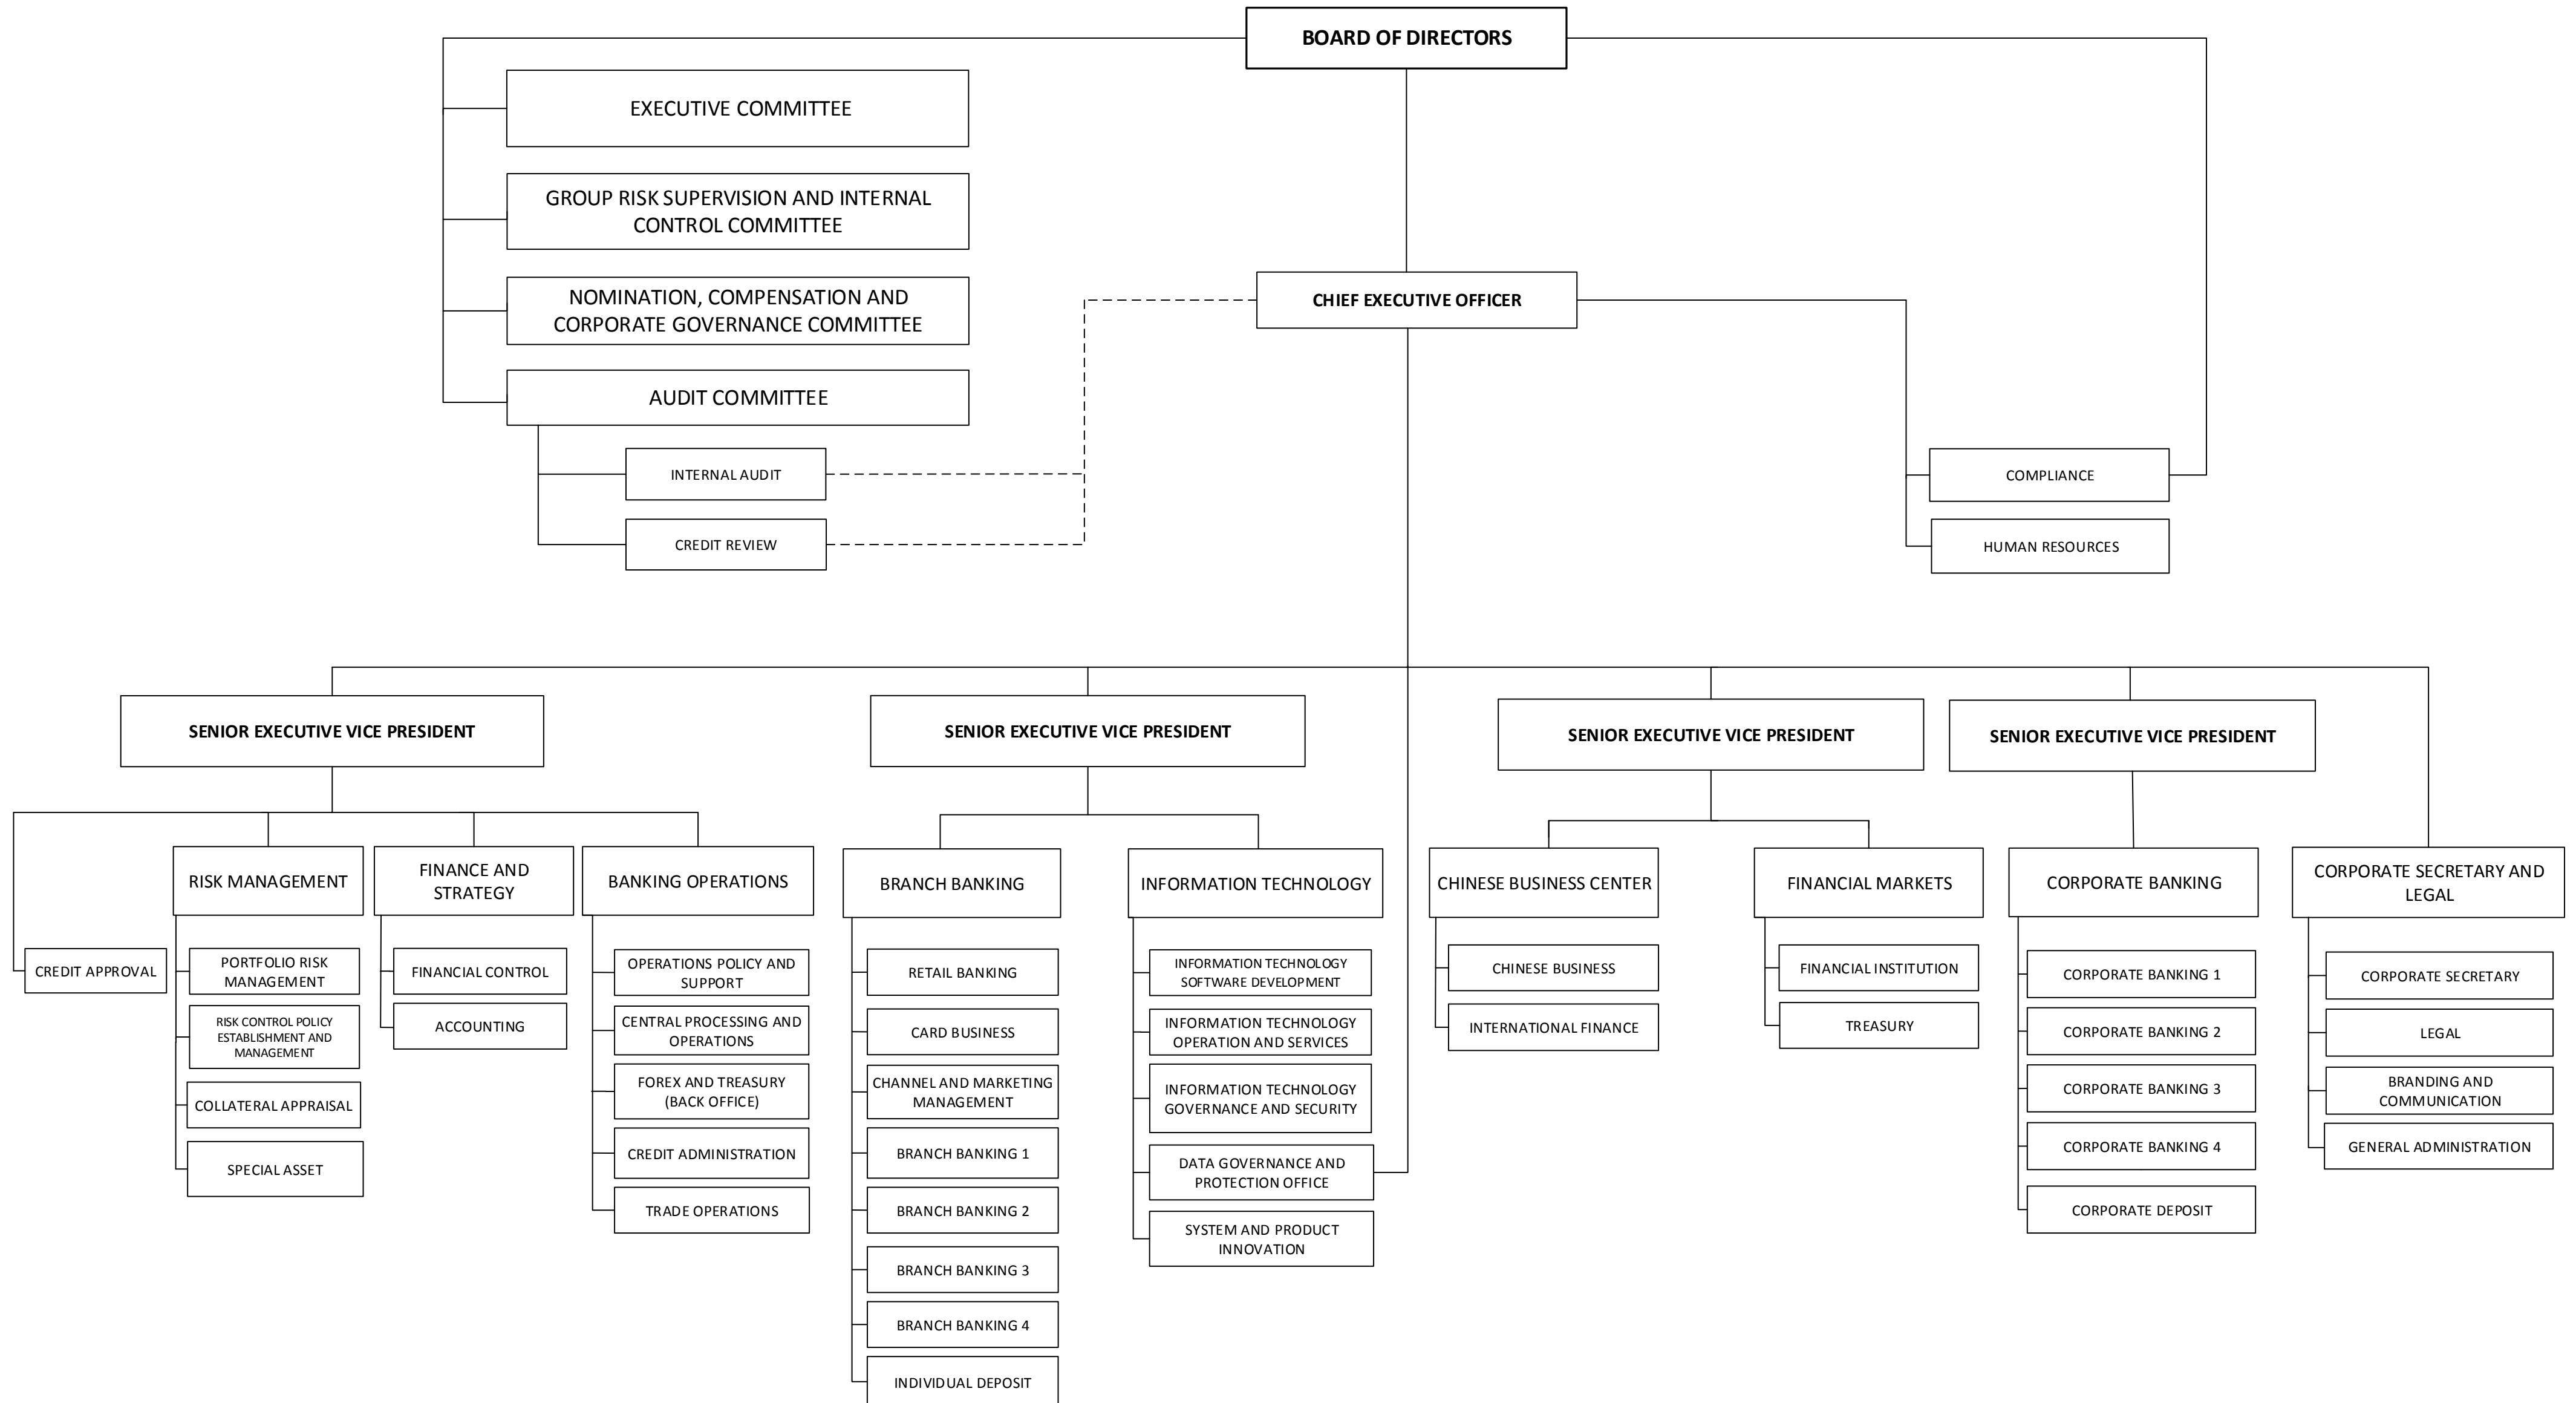 BOARD OF DIRECTORS
EXECUTIVE COMMITTEE
GROUP RISK SUPERVISION AND INTERNAL
CONTROL COMMITTEE
NOMINATION, COMPENSATION AND
CORPORATE GOVERNANCE COMMITTEE
AUDIT COMMITTEE
INTERNAL AUDIT
CREDIT REVIEW
CHIEF EXECUTIVE OFFICER
COMPLIANCE
HUMAN RESOURCES
SENIOR EXECUTIVE VICE PRESIDENT
CREDIT APPROVAL
RISK MANAGEMENT
PORTFOLIO RISK
MANAGEMENT
RISK CONTROL POLICY
ESTABLISHMENT AND
MANAGEMENT
COLLATERAL APPRAISAL
SPECIAL ASSET
FINANCE AND
STRATEGY
FINANCIAL CONTROL
ACCOUNTING
BANKING OPERATIONS
OPERATIONS POLICY AND
SUPPORT
CENTRAL PROCESSING AND
OPERATIONS
FOREX AND TREASURY
(BACK OFFICE)
CREDIT ADMINISTRATION
TRADE OPERATIONS
SENIOR EXECUTIVE VICE PRESIDENT
BRANCH BANKING
RETAIL BANKING
CARD BUSINESS
CHANNEL AND MARKETING
MANAGEMENT
BRANCH BANKING 1
BRANCH BANKING 2
BRANCH BANKING 3
BRANCH BANKING 4
INDIVIDUAL DEPOSIT
INFORMATION TECHNOLOGY
INFORMATION TECHNOLOGY
SOFTWARE DEVELOPMENT
INFORMATION TECHNOLOGY
OPERATION AND SERVICES
INFORMATION TECHNOLOGY
GOVERNANCE AND SECURITY
DATA GOVERNANCE AND
PROTECTION OFFICE
SYSTEM AND PRODUCT
INNOVATION
SENIOR EXECUTIVE VICE PRESIDENT
CHINESE BUSINESS CENTER
CHINESE BUSINESS
INTERNATIONAL FINANCE
FINANCIAL MARKETS
FINANCIAL INSTITUTION
TREASURY
SENIOR EXECUTIVE VICE PRESIDENT
CORPORATE BANKING
CORPORATE BANKING 1
CORPORATE BANKING 2
CORPORATE BANKING 3
CORPORATE BANKING 4
CORPORATE DEPOSIT
CORPORATE SECRETARY AND
LEGAL
CORPORATE SECRETARY
LEGAL
BRANDING AND
COMMUNICATION
GENERAL ADMINISTRATION